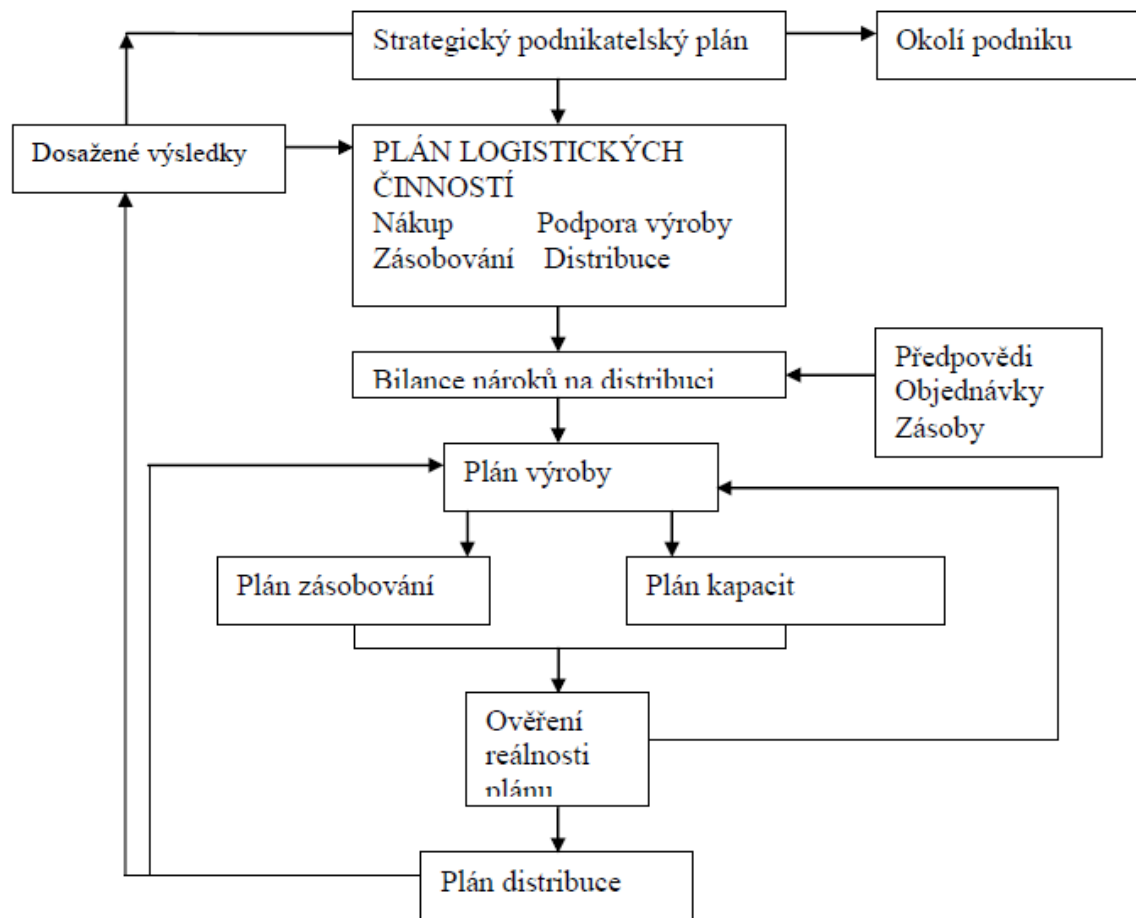 Strategický podnikatelský plán
Okolí podniku
Dosažené výsledky
PLÁN LOGISTICKÝCH
ČINNOSTÍ
Nákup Podpora výroby
Zásobování Distribuce
Bilance nároků na distribuci
Předpovědi
Objednávky
Zásoby
Plán výroby
Plán zásobování
Plán kapacit
Ověření
reálnosti
plánu
Plán distribuce